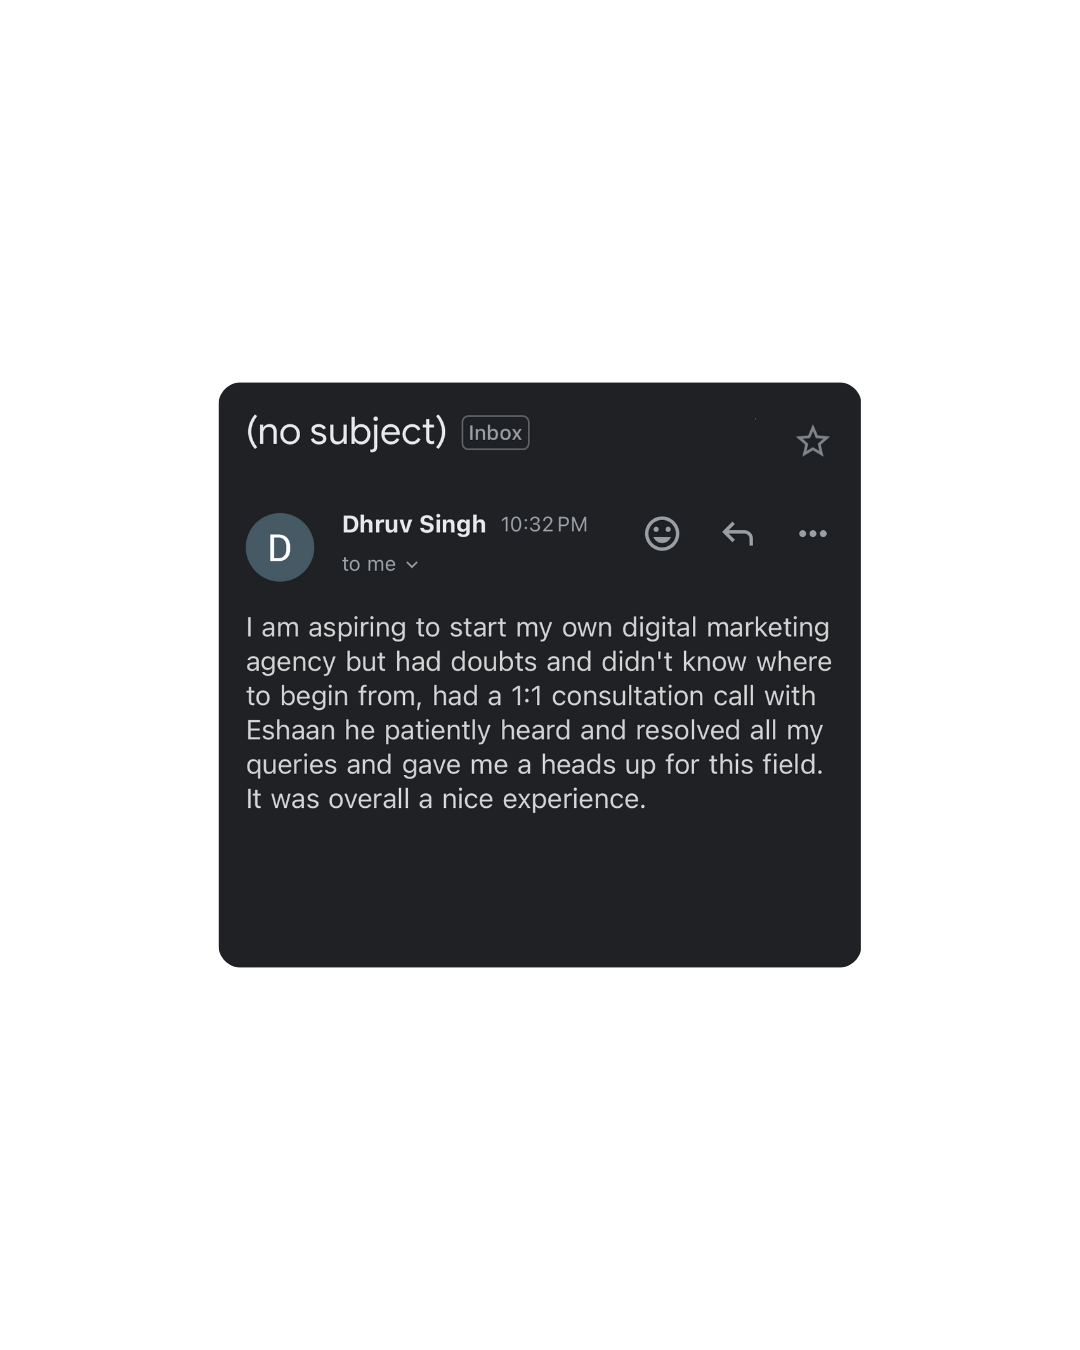 (no subject) Inbox
D
Dhruv Singh 10:32 PM
to me
I am aspiring to start my own digital marketing
agency but had doubts and didn't know where
to begin from, had a 1:1 consultation call with
Eshaan he patiently heard and resolved all my
queries and gave me a heads up for this field.
It was overall a nice experience.